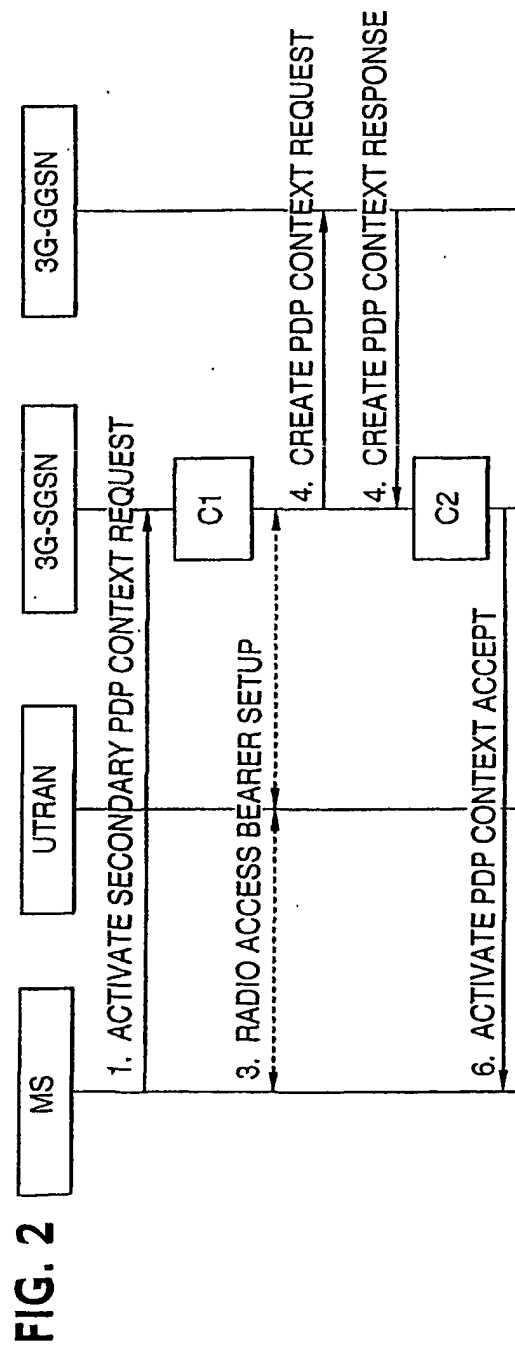 FIG. 2
MS
UTRAN
3G-SGSN
3G-GGSN
1. ACTIVATE SECONDARY PDP CONTEXT REQUEST
C1
3. RADIO ACCESS BEARER SETUP
4. CREATE PDP CONTEXT REQUEST
4. CREATE PDP CONTEXT RESPONSE
C2
6. ACTIVATE PDP CONTEXT ACCEPT